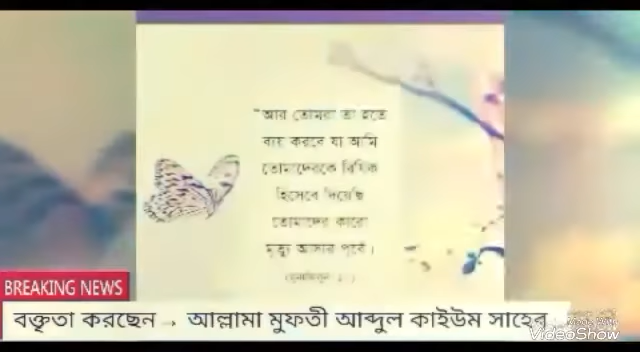 “আর তোমরা তা হতে
ব্যয় করবে যা আমি
তোমাদেরকে রিযিক
হিসেবে দিয়েছি
তোমাদের কারো
মৃত্যু আসার পূর্বে।
BREAKING NEWS
বক্তৃতা করছেন→ আল্লামা মুফতী আব্দুল কাইউম সাহেব
VideoShow